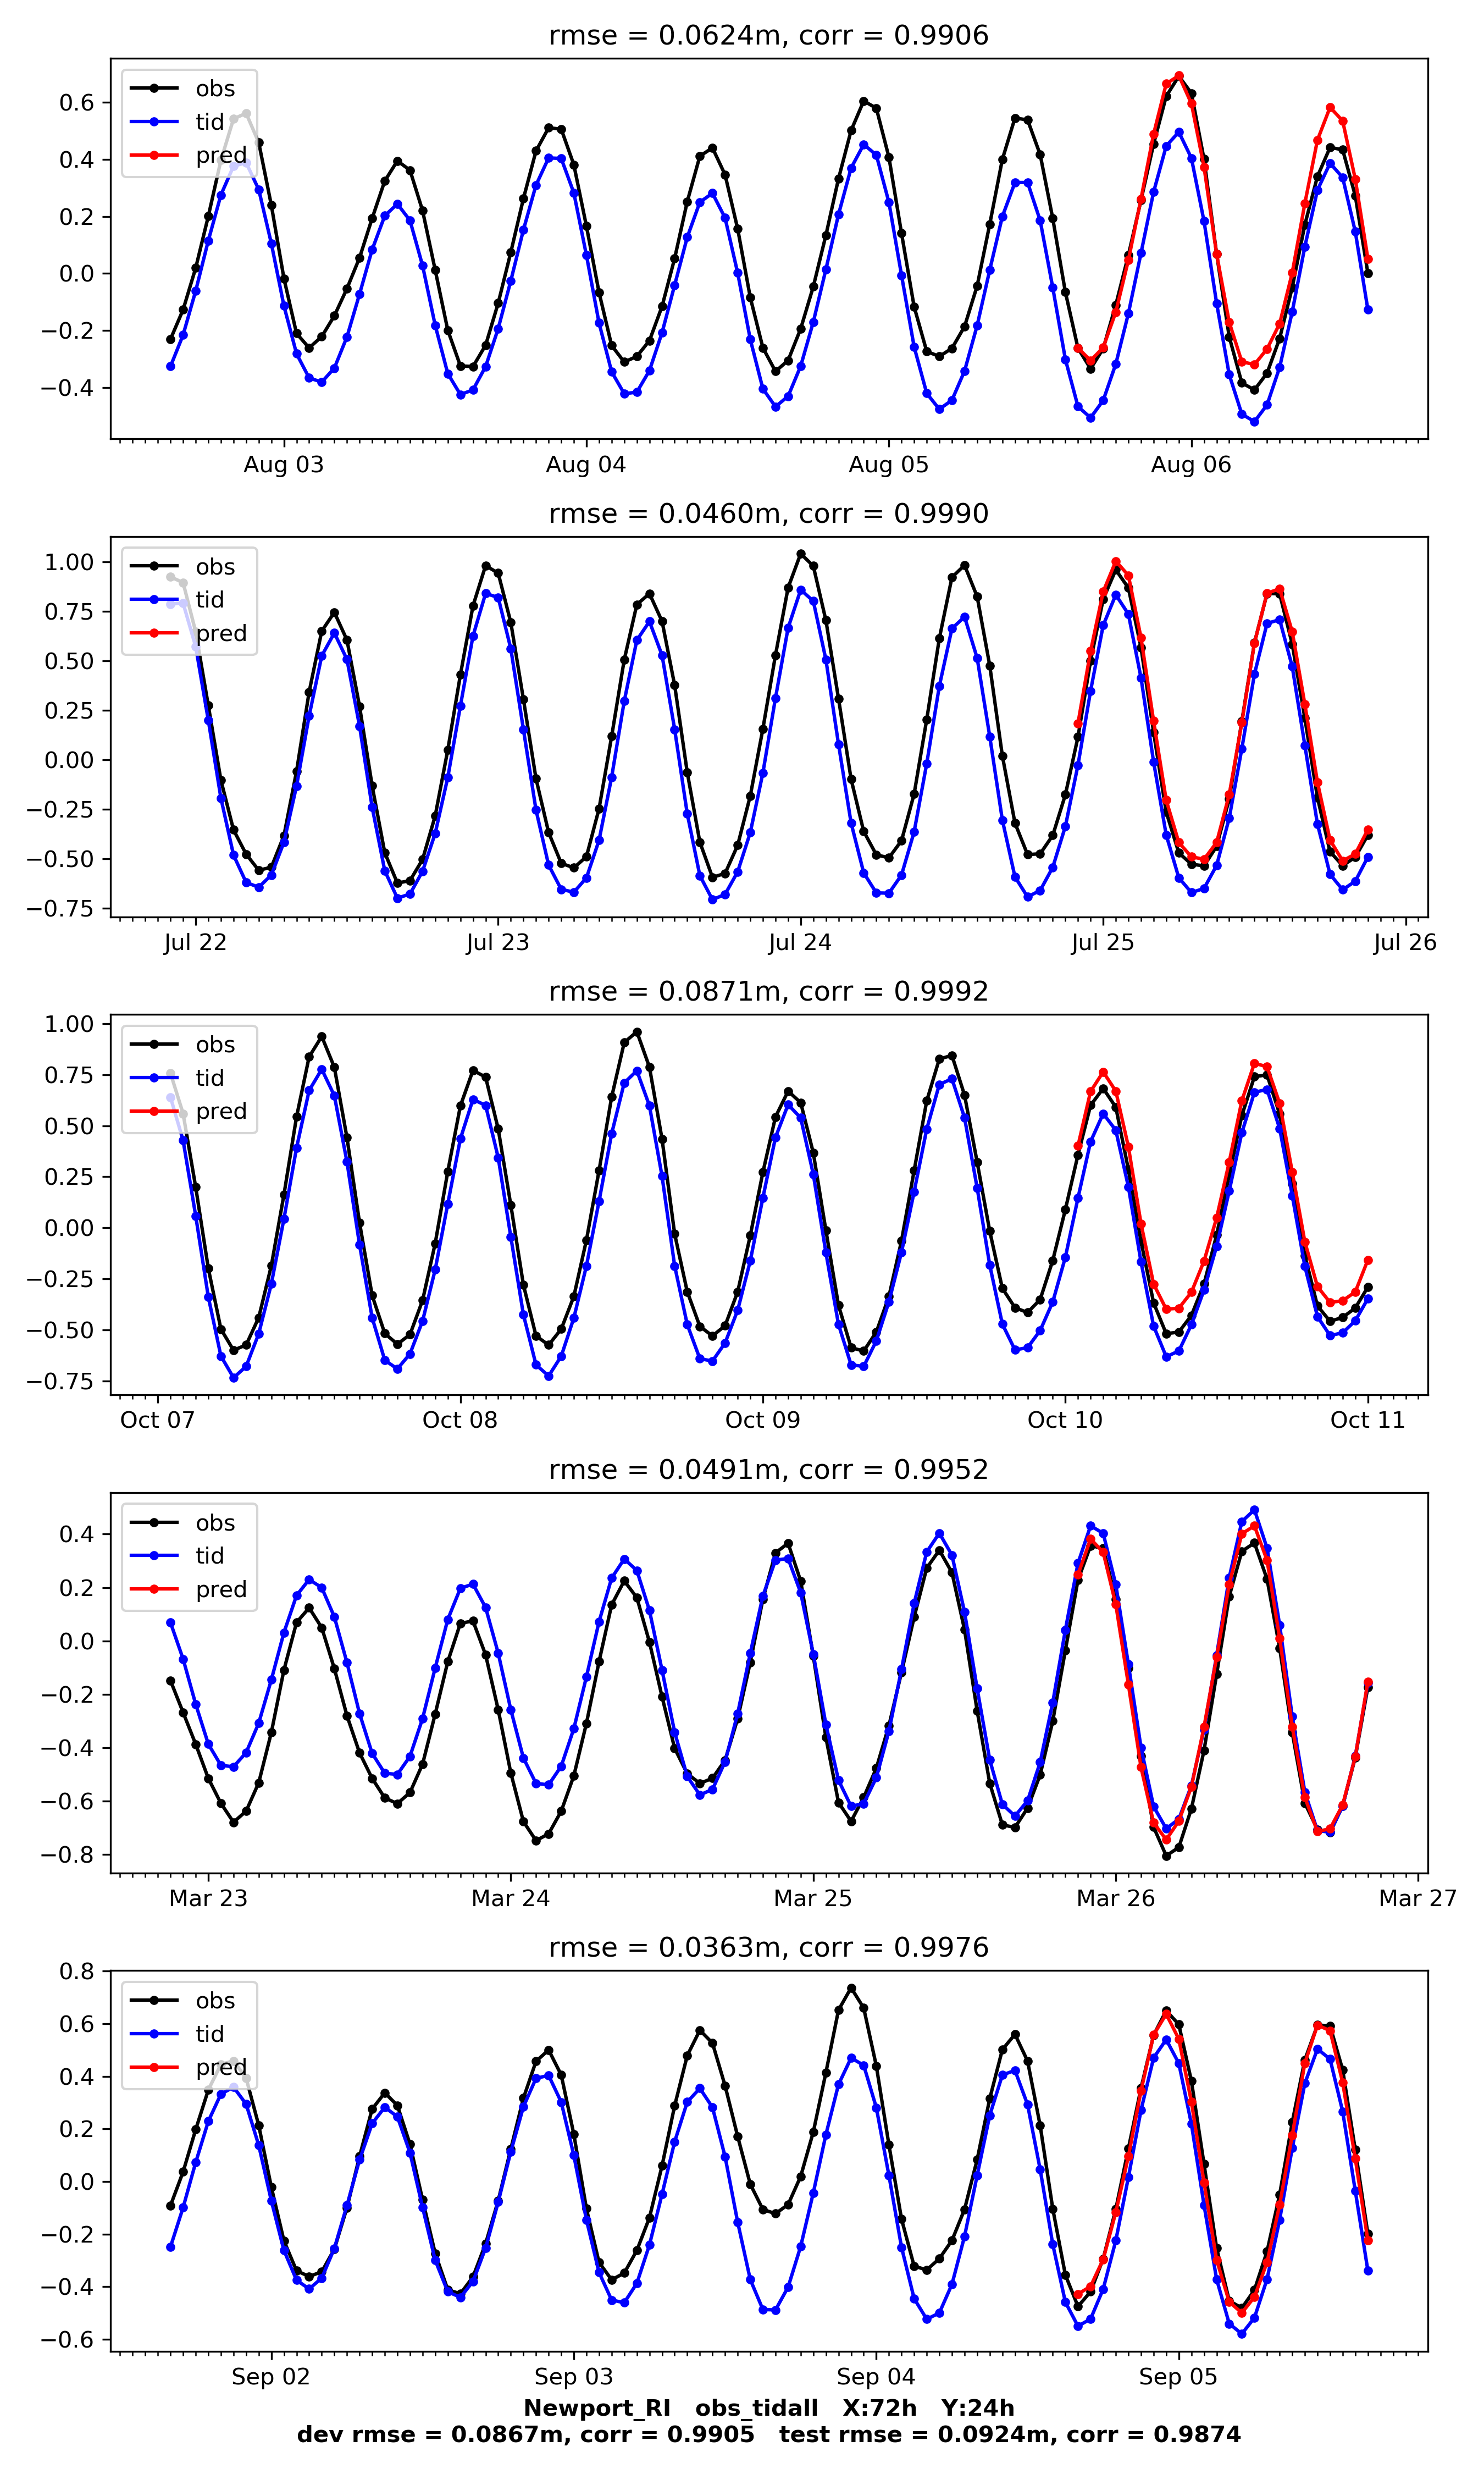 rmse = 0.0624m, corr = 0.9906
obs
tid
pred
0.6
0.4
0.2
0.0
−0.2
−0.4
Aug 03 Aug 04 Aug 05 Aug 06
rmse = 0.0460m, corr = 0.9990
obs
tid
pred
1.00
0.75
0.50
0.25
0.00
−0.25
−0.50
−0.75
Jul 22 Jul 23 Jul 24 Jul 25 Jul 26
rmse = 0.0871m, corr = 0.9992
obs
tid
pred
1.00
0.75
0.50
0.25
0.00
−0.25
−0.50
−0.75
Oct 07 Oct 08 Oct 09 Oct 10 Oct 11
rmse = 0.0491m, corr = 0.9952
obs
tid
pred
0.4
0.2
0.0
−0.2
−0.4
−0.6
−0.8
Mar 23 Mar 24 Mar 25 Mar 26 Mar 27
rmse = 0.0363m, corr = 0.9976
obs
tid
pred
0.8
0.6
0.4
0.2
0.0
−0.2
−0.4
−0.6
Sep 02 Sep 03 Sep 04 Sep 05
Newport_RI obs_tidall X:72h Y:24h
dev rmse = 0.0867m, corr = 0.9905 test rmse = 0.0924m, corr = 0.9874